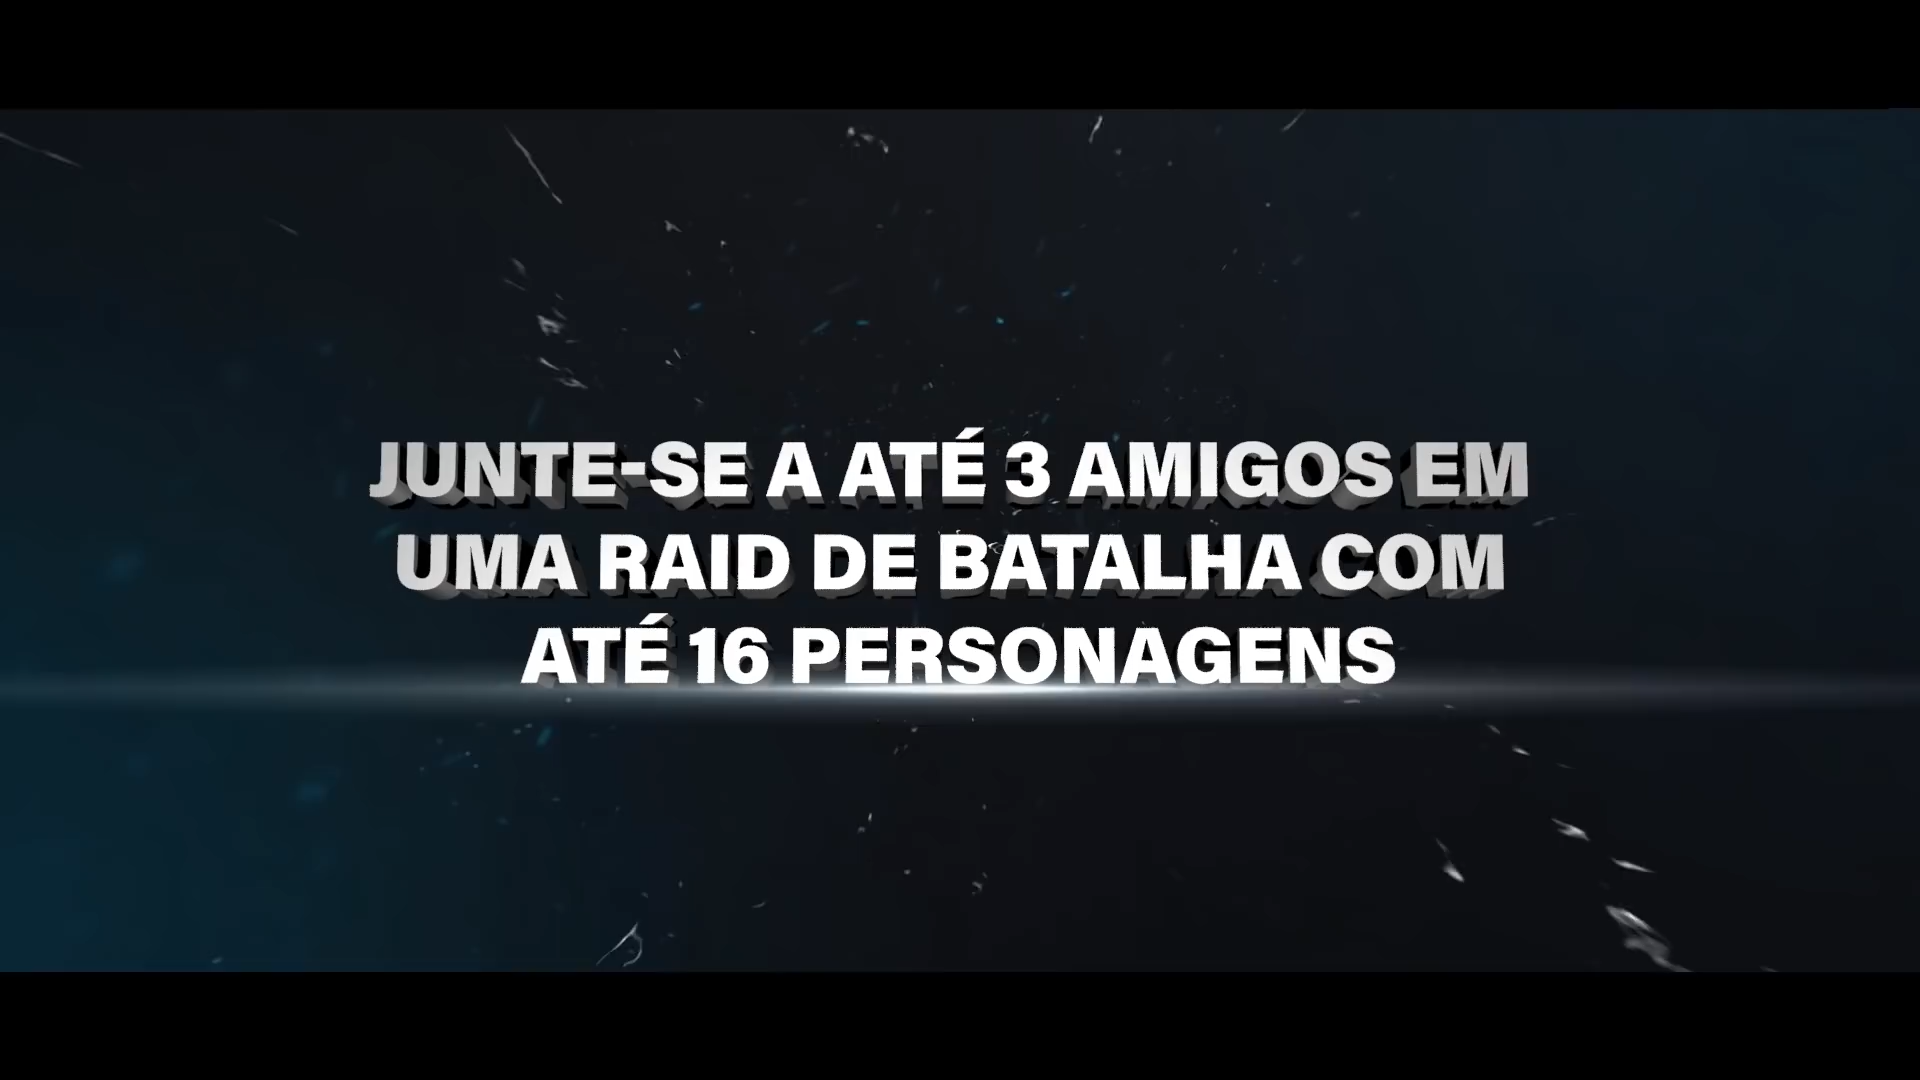 JUNTE-SE A ATÉ 3 AMIGOS EM
UMA RAID DE BATALHA COM
ATÉ 16 PERSONAGENS